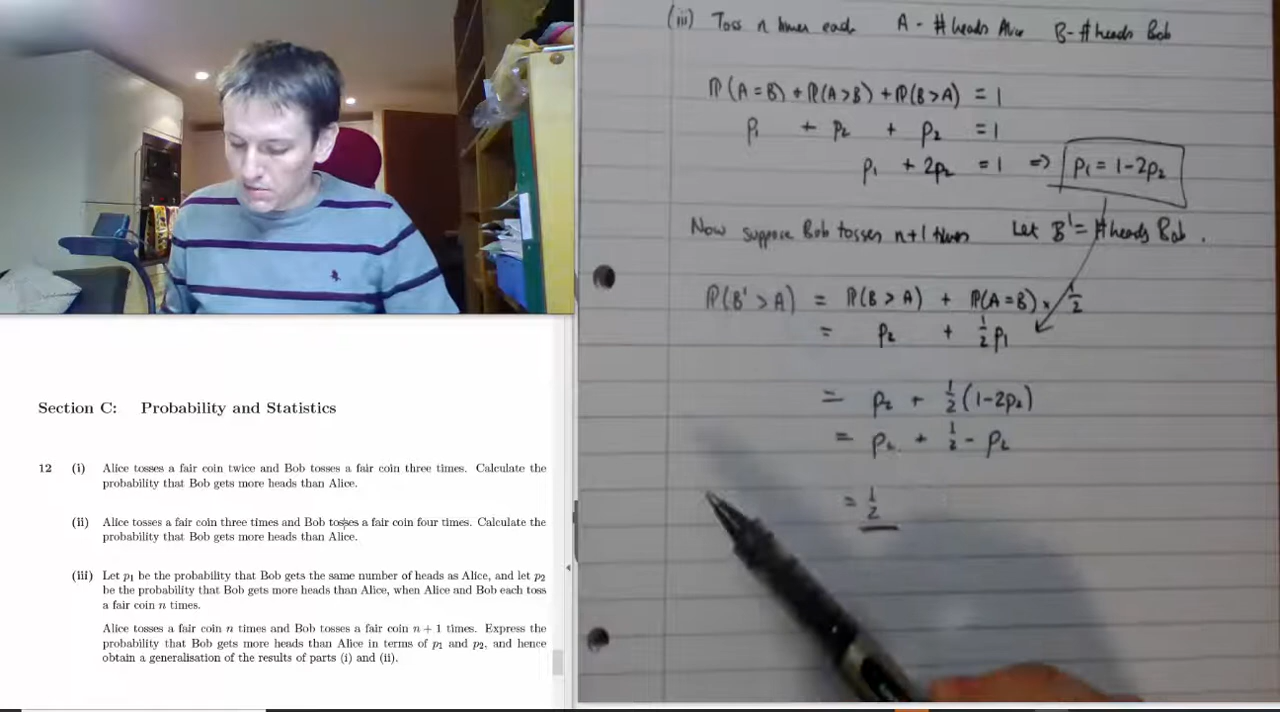 Section C: Probability and Statistics
12 (i) Alice tosses a fair coin twice and Bob tosses a fair coin three times. Calculate the
probability that Bob gets more heads than Alice.
(ii) Alice tosses a fair coin three times and Bob tosses a fair coin four times. Calculate the
probability that Bob gets more heads than Alice.
(iii) Let p₁ be the probability that Bob gets the same number of heads as Alice, and let p₂
be the probability that Bob gets more heads than Alice, when Alice and Bob each toss
a fair coin n times.
Alice tosses a fair coin n times and Bob tosses a fair coin n + 1 times. Express the
probability that Bob gets more heads than Alice in terms of p₁ and p₂, and hence
obtain a generalisation of the results of parts (i) and (ii).
(iii) Toss n times each A - # heads Alice B - # heads Bob
ℙ(A = B) + ℙ(A > B) + ℙ(B > A) = 1
p₁ + p₂ + p₂ = 1
p₁ + 2p₂ = 1 ⇒ p₁ = 1 - 2p₂
Now suppose Bob tosses n+1 times Let B' = # heads Bob.
ℙ(B' > A) = ℙ(B > A) + ℙ(A = B) × 1/2
= p₂ + 1/2 p₁
= p₂ + 1/2 (1 - 2p₂)
= p₂ + 1/2 - p₂
= 1/2